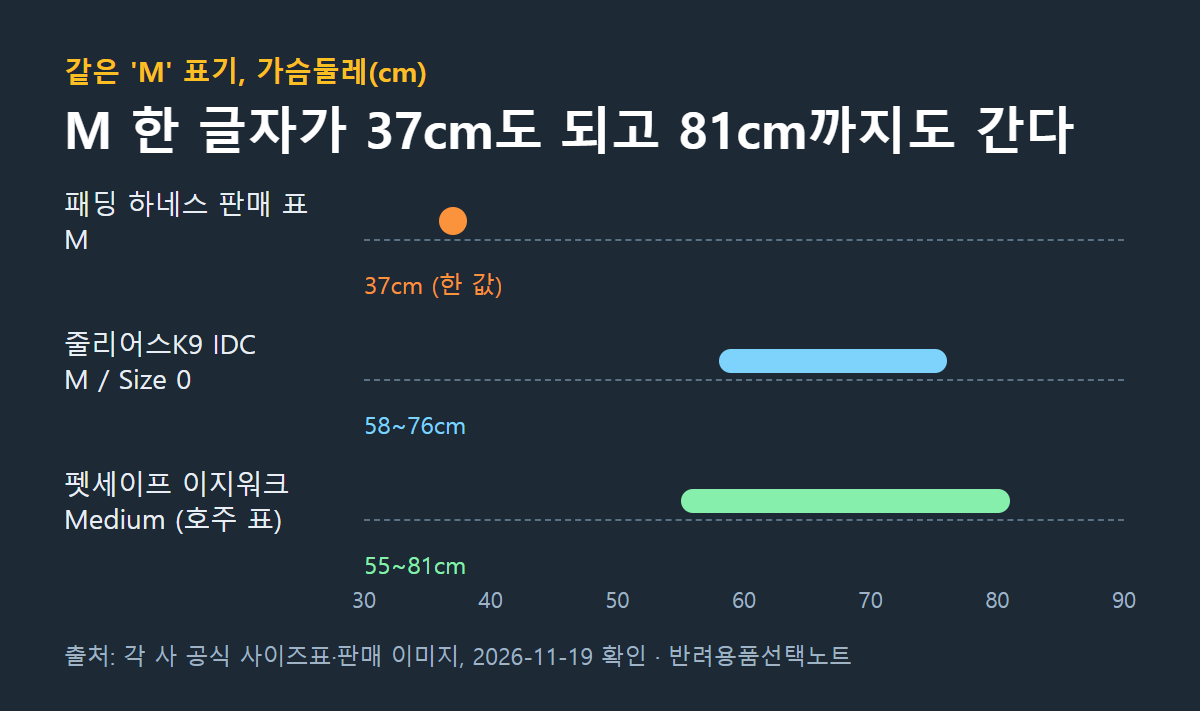 같은 'M' 표기, 가슴둘레(cm)
M 한 글자가 37cm도 되고 81cm까지도 간다
패딩 하네스 판매 표
M
37cm (한 값)
줄리어스K9 IDC
M / Size 0
58~76cm
펫세이프 이지워크
Medium (호주 표)
55~81cm
30 40 50 60 70 80 90
출처: 각 사 공식 사이즈표·판매 이미지, 2026-11-19 확인 · 반려용품선택노트